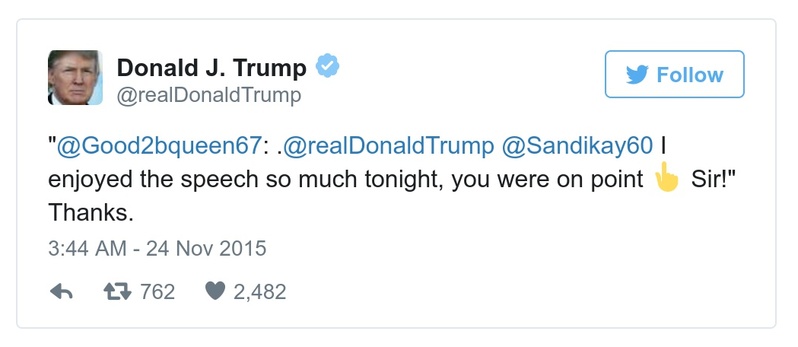 Donald J. Trump
@realDonaldTrump
Follow
"@Good2bqueen67: .@realDonaldTrump @Sandikay60 I
enjoyed the speech so much tonight, you were on point 👆 Sir!"
Thanks.
3:44 AM - 24 Nov 2015
762 2,482